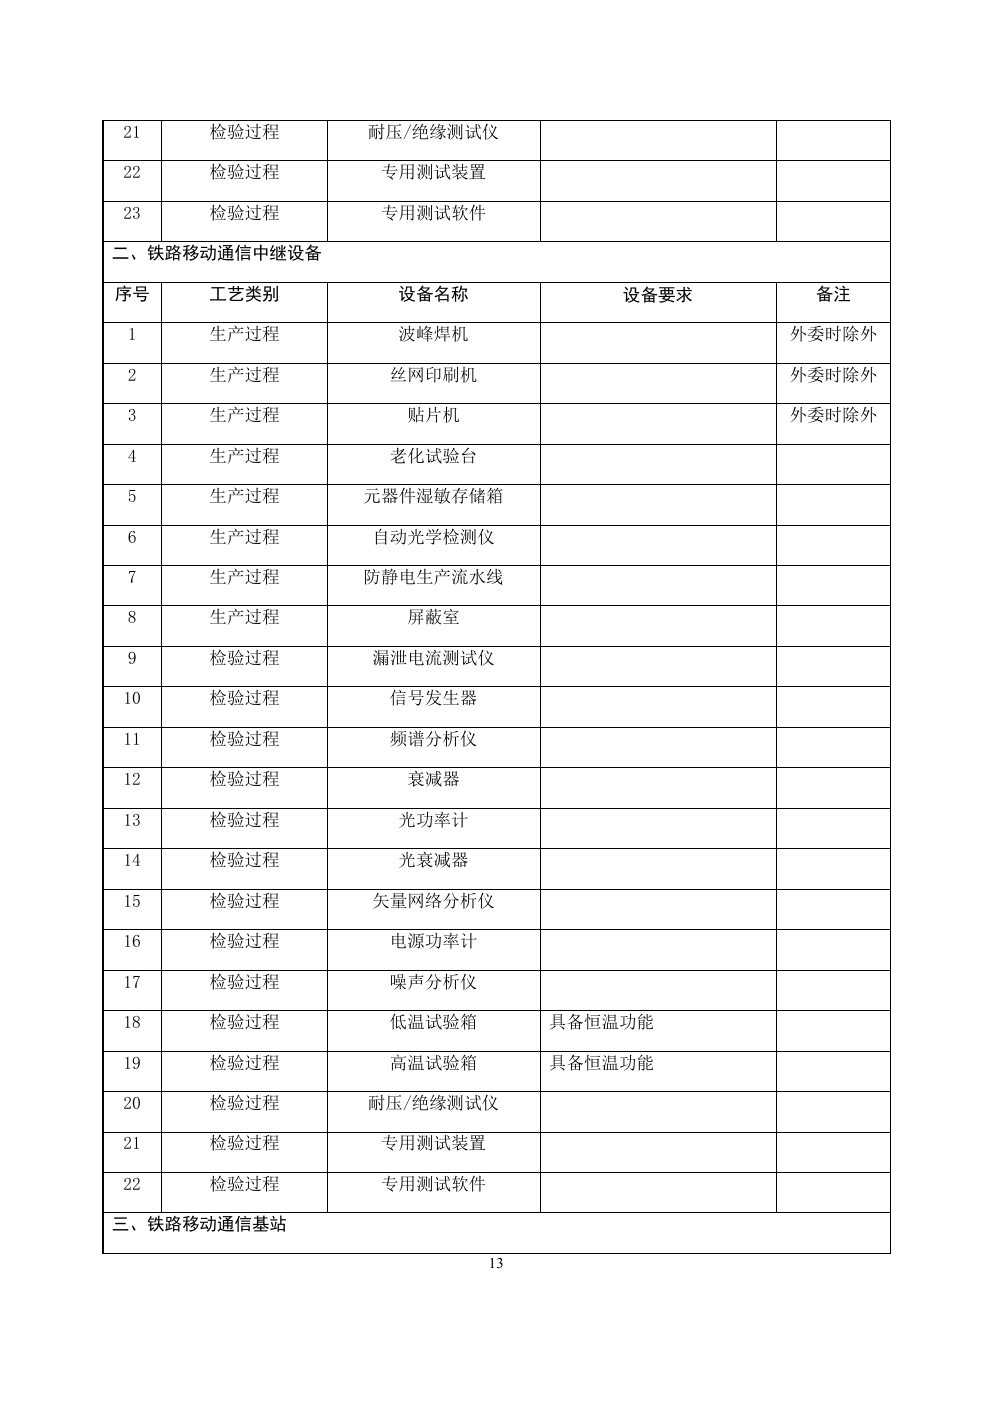 21 检验过程 耐压/绝缘测试仪
22 检验过程 专用测试装置
23 检验过程 专用测试软件
二、铁路移动通信中继设备
序号 工艺类别 设备名称 设备要求 备注
1 生产过程 波峰焊机 外委时除外
2 生产过程 丝网印刷机 外委时除外
3 生产过程 贴片机 外委时除外
4 生产过程 老化试验台
5 生产过程 元器件湿敏存储箱
6 生产过程 自动光学检测仪
7 生产过程 防静电生产流水线
8 生产过程 屏蔽室
9 检验过程 漏泄电流测试仪
10 检验过程 信号发生器
11 检验过程 频谱分析仪
12 检验过程 衰减器
13 检验过程 光功率计
14 检验过程 光衰减器
15 检验过程 矢量网络分析仪
16 检验过程 电源功率计
17 检验过程 噪声分析仪
18 检验过程 低温试验箱 具备恒温功能
19 检验过程 高温试验箱 具备恒温功能
20 检验过程 耐压/绝缘测试仪
21 检验过程 专用测试装置
22 检验过程 专用测试软件
三、铁路移动通信基站
13